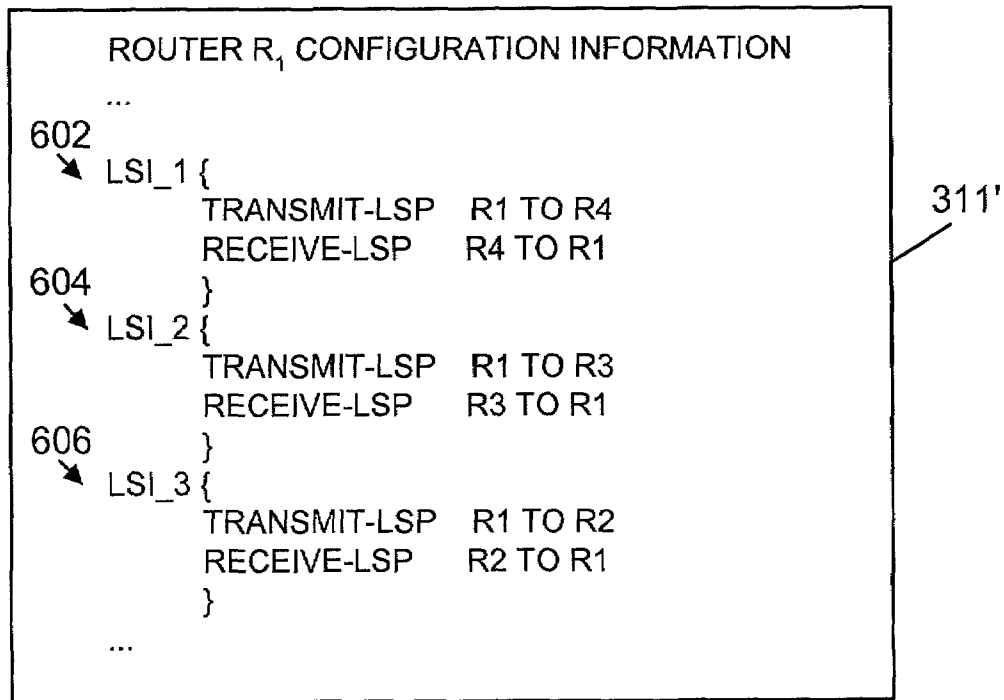 ROUTER R₁ CONFIGURATION INFORMATION
...
602
LSI_1 {
TRANSMIT-LSP R1 TO R4
311'
RECEIVE-LSP R4 TO R1
}
604
LSI_2 {
TRANSMIT-LSP R1 TO R3
RECEIVE-LSP R3 TO R1
}
606
LSI_3 {
TRANSMIT-LSP R1 TO R2
RECEIVE-LSP R2 TO R1
}
...